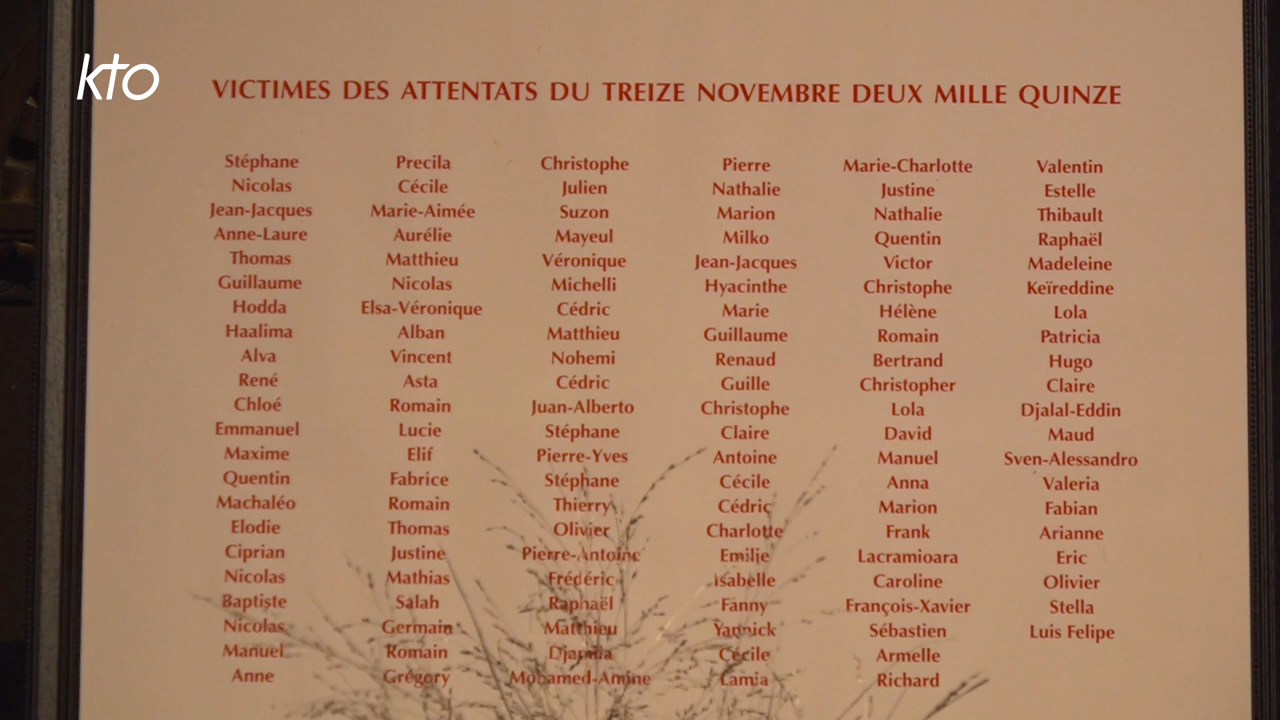 kto
VICTIMES DES ATTENTATS DU TREIZE NOVEMBRE DEUX MILLE QUINZE
Stéphane Precila Christophe Pierre Marie-Charlotte Valentin
Nicolas Cécile Julien Nathalie Justine Estelle
Jean-Jacques Marie-Aimée Suzon Marion Nathalie Thibault
Anne-Laure Aurélie Mayeul Milko Quentin Raphaël
Thomas Matthieu Véronique Jean-Jacques Victor Madeleine
Guillaume Nicolas Michelli Hyacinthe Christophe Keïreddine
Hodda Elsa-Véronique Cédric Marie Hélène Lola
Haalima Alban Matthieu Guillaume Romain Patricia
Alva Vincent Nohemi Renaud Bertrand Hugo
René Asta Cédric Guille Christopher Claire
Chloé Romain Juan-Alberto Christophe Lola Djalal-Eddin
Emmanuel Lucie Stéphane Claire David Maud
Maxime Elif Pierre-Yves Antoine Manuel Sven-Alessandro
Quentin Fabrice Stéphane Cécile Anna Valeria
Machaléo Romain Thierry Cédric Marion Fabian
Elodie Thomas Olivier Charlotte Frank Arianne
Ciprian Justine Pierre-Antoine Emilie Lacramioara Eric
Nicolas Mathias Frédéric Isabelle Caroline Olivier
Baptiste Salah Raphaël Fanny François-Xavier Stella
Nicolas Germain Matthieu Yannick Sébastien Luis Felipe
Manuel Romain Djamila Cécile Armelle
Anne Grégory Mohamed-Amine Lamia Richard